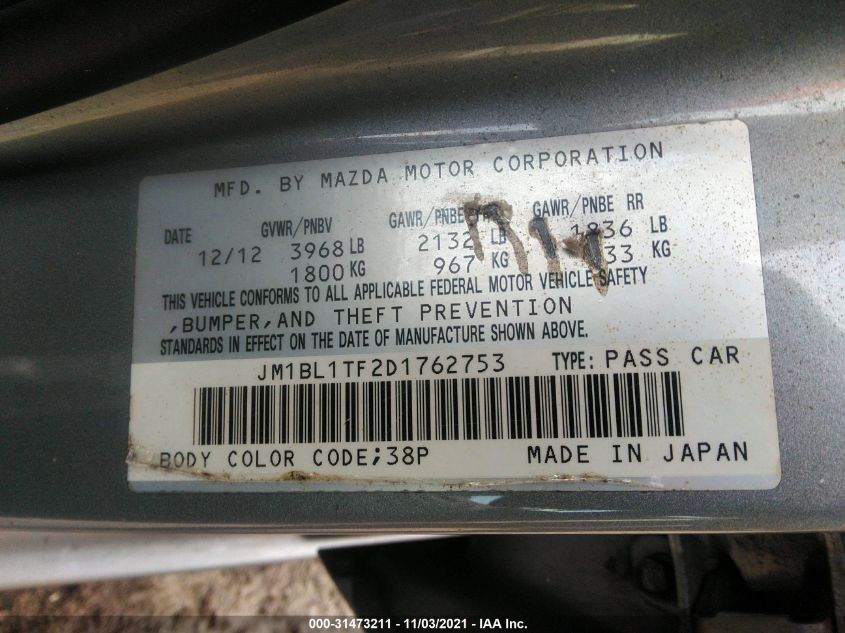 MFD. BY MAZDA MOTOR CORPORATION
DATE GVWR/PNBV GAWR/PNBE GAWR/PNBE RR
12/12 3968 LB 2132 LB 1836 LB
1800 KG 967 KG 33 KG
THIS VEHICLE CONFORMS TO ALL APPLICABLE FEDERAL MOTOR VEHICLE SAFETY
,BUMPER,AND THEFT PREVENTION
STANDARDS IN EFFECT ON THE DATE OF MANUFACTURE SHOWN ABOVE.
JM1BL1TF2D1762753 TYPE: PASS CAR
BODY COLOR CODE;38P MADE IN JAPAN
000-31473211 - 11/03/2021 - IAA Inc.